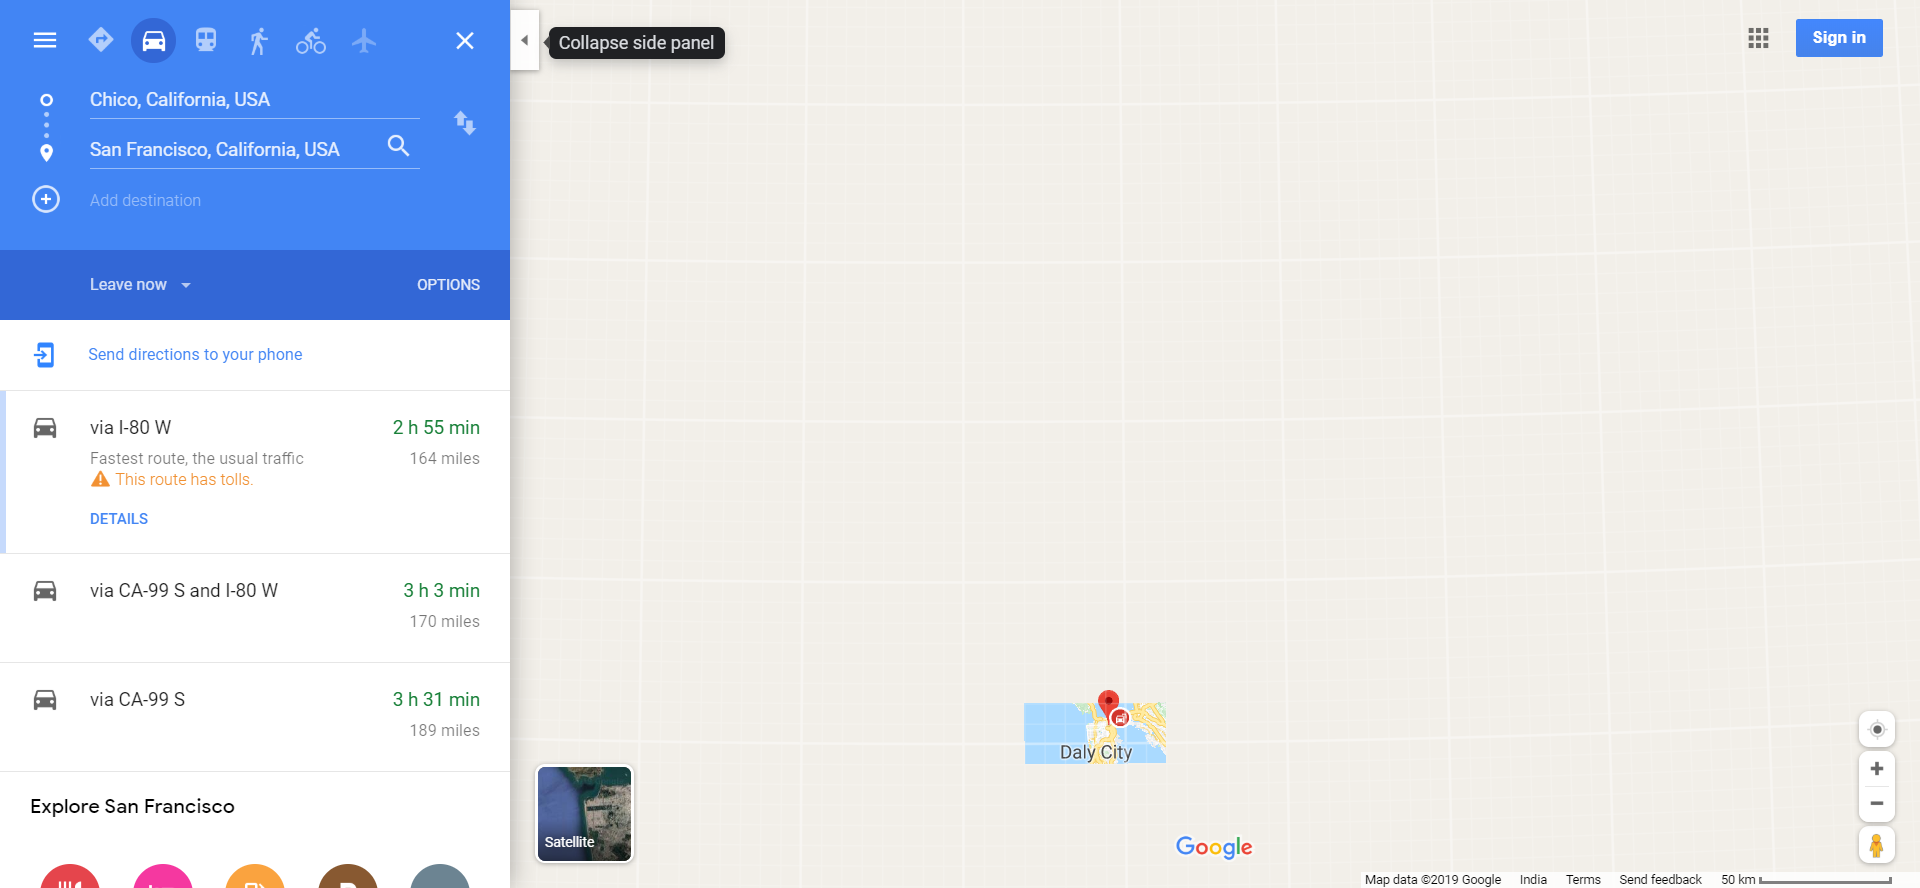 Collapse side panel
Sign in
Chico, California, USA
San Francisco, California, USA
Add destination
Leave now
OPTIONS
Send directions to your phone
via I-80 W
2 h 55 min
Fastest route, the usual traffic
164 miles
This route has tolls.
DETAILS
via CA-99 S and I-80 W
3 h 3 min
170 miles
via CA-99 S
3 h 31 min
189 miles
Explore San Francisco
Daly City
Satellite
Google
Map data ©2019 Google
India
Terms
Send feedback
50 km